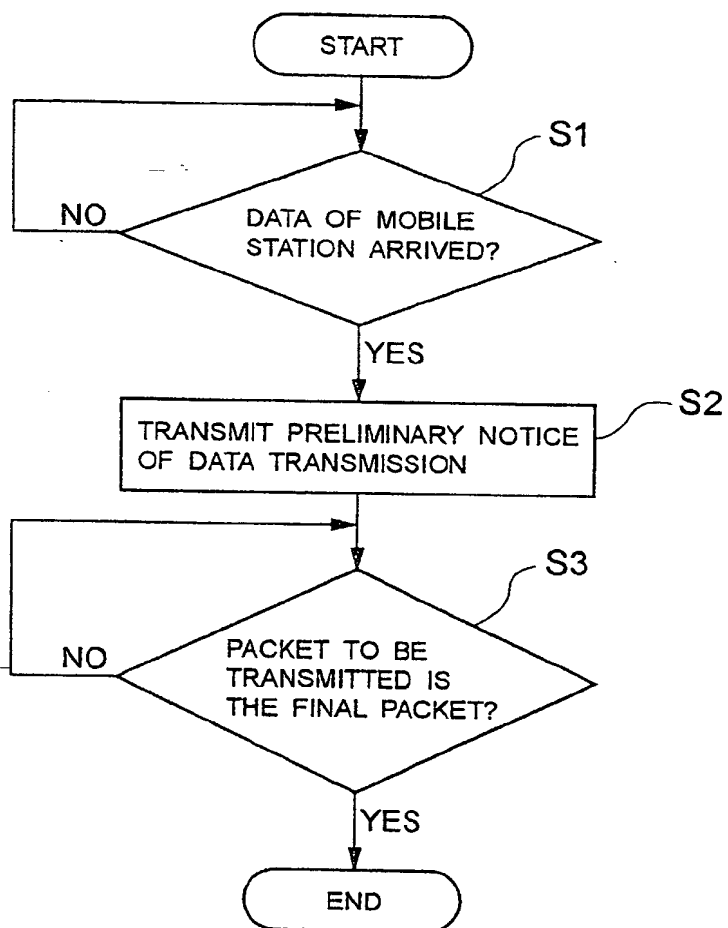 START
S1
NO
DATA OF MOBILE
STATION ARRIVED?
YES
S2
TRANSMIT PRELIMINARY NOTICE
OF DATA TRANSMISSION
S3
NO
PACKET TO BE
TRANSMITTED IS
THE FINAL PACKET?
YES
END